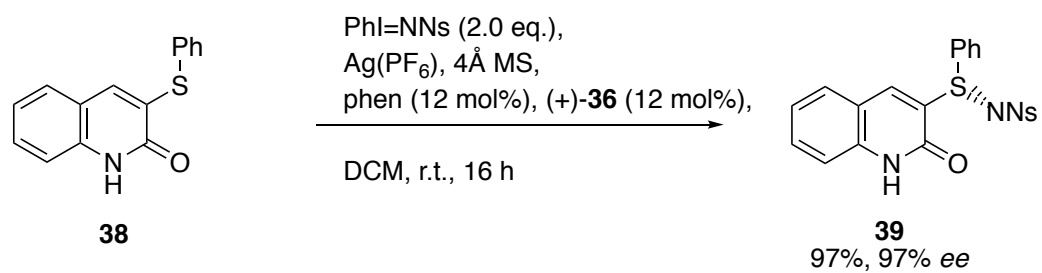 Ph
S
N
H
O
38
PhI=NNs (2.0 eq.),
Ag(PF6), 4Å MS,
phen (12 mol%), (+)-36 (12 mol%),
DCM, r.t., 16 h
Ph
S
NNs
N
H
O
39
97%, 97% ee